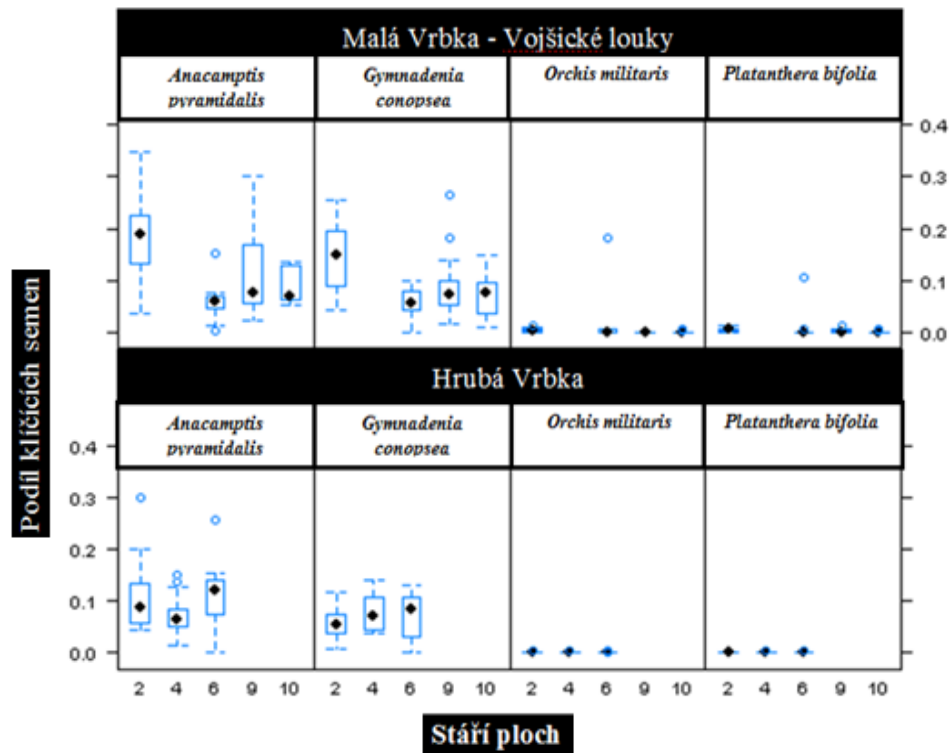 Malá Vrbka - Vojšické louky
Anacamptis pyramidalis
Gymnadenia conopsea
Orchis militaris
Platanthera bifolia
0.4
0.3
0.2
0.1
0.0
Hrubá Vrbka
Anacamptis pyramidalis
Gymnadenia conopsea
Orchis militaris
Platanthera bifolia
0.4
0.3
0.2
0.1
0.0
2 4 6 9 10 2 4 6 9 10 2 4 6 9 10 2 4 6 9 10
Podíl klíčících semen
Stáří ploch